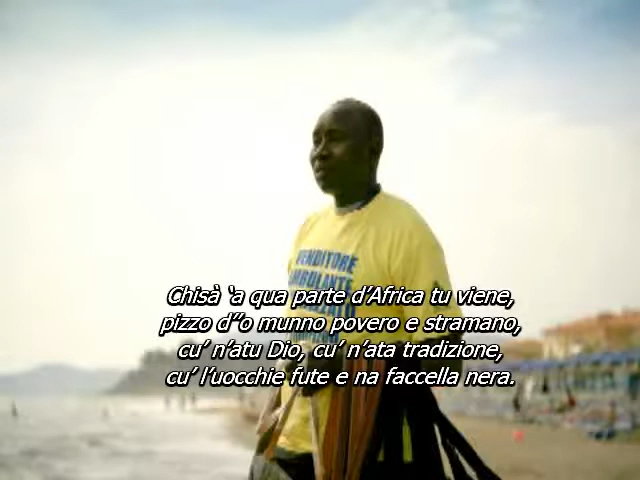 VENDITORE
AMBULANTE
Chisà ‘a qua parte d’Africa tu viene,
pizzo d’’o munno povero e stramano,
cu’ n’atu Dio, cu’ n’ata tradizione,
cu’ l’uocchie fute e na faccella nera.